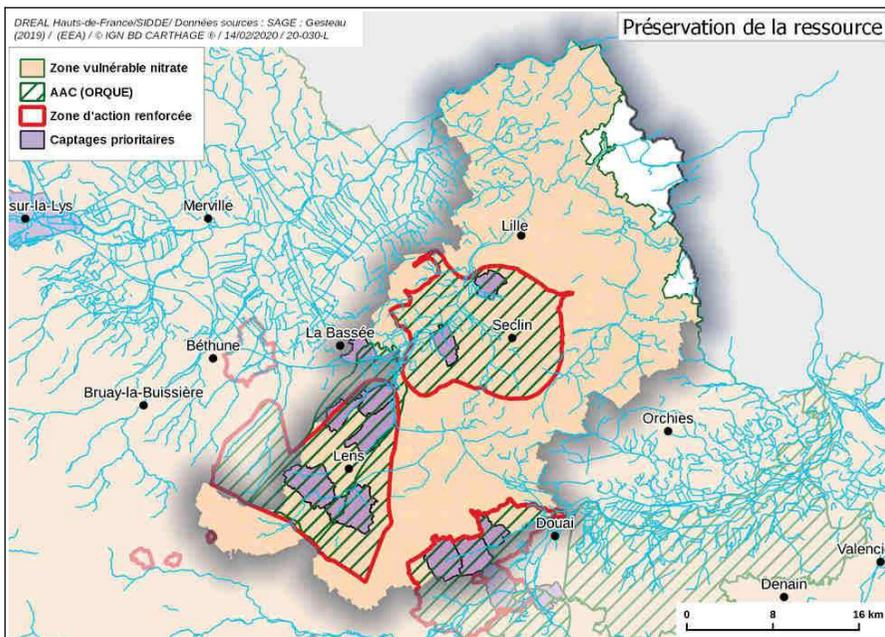 DREAL Hauts-de-France/SIDDE/ Données sources : SAGE : Gesteau
(2019) / (EEA) / © IGN BD CARTHAGE ® / 14/02/2020 / 20-030-L
Préservation de la ressource
Zone vulnérable nitrate
AAC (ORQUE)
Zone d'action renforcée
Captages prioritaires
sur-la-Lys
Merville
Lille
La Bassée
Seclin
Béthune
Bruay-la-Buissière
Orchies
Lens
Douai
Valenci
Denain
0 8 16 km